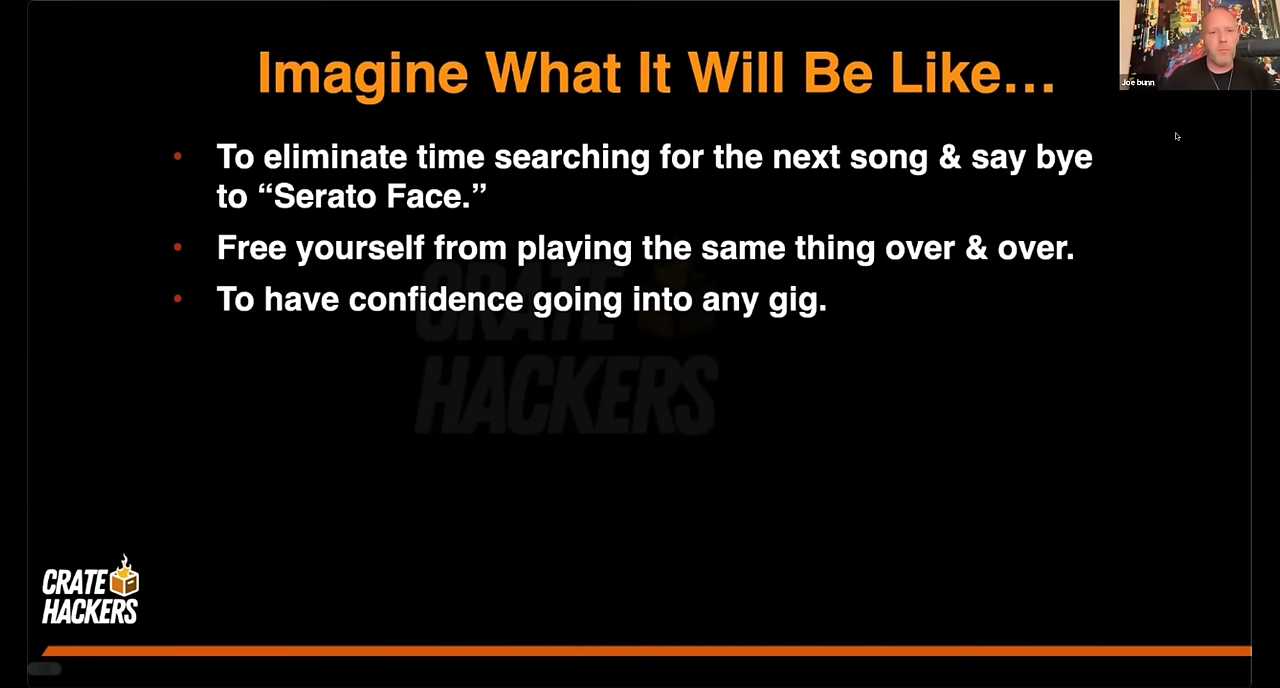 Imagine What It Will Be Like…
Joe bunn
• To eliminate time searching for the next song & say bye
to “Serato Face.”
• Free yourself from playing the same thing over & over.
• To have confidence going into any gig.
CRATE
HACKERS
CRATE
HACKERS